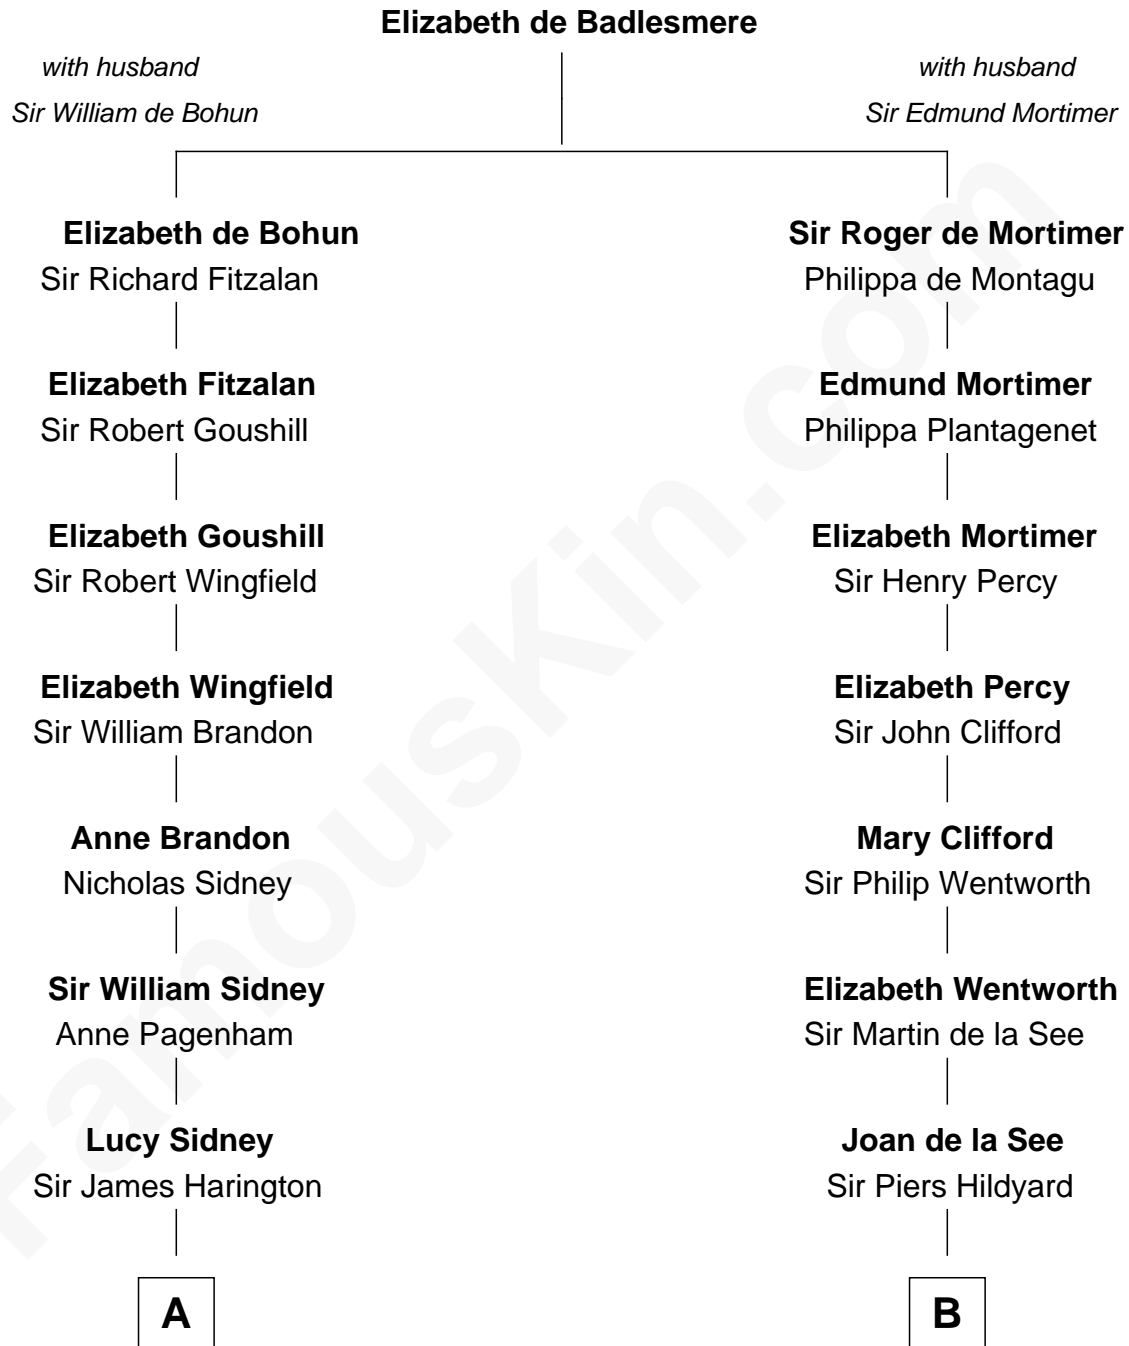 Elizabeth de Badlesmere
with husband
Sir William de Bohun
with husband
Sir Edmund Mortimer
Elizabeth de Bohun
Sir Richard Fitzalan
Sir Roger de Mortimer
Philippa de Montagu
Elizabeth Fitzalan
Sir Robert Goushill
Edmund Mortimer
Philippa Plantagenet
Elizabeth Goushill
Sir Robert Wingfield
Elizabeth Mortimer
Sir Henry Percy
Elizabeth Wingfield
Sir William Brandon
Elizabeth Percy
Sir John Clifford
Anne Brandon
Nicholas Sidney
Mary Clifford
Sir Philip Wentworth
Sir William Sidney
Anne Pagenham
Elizabeth Wentworth
Sir Martin de la See
Lucy Sidney
Sir James Harington
Joan de la See
Sir Piers Hildyard
A
B
FamousKin.com